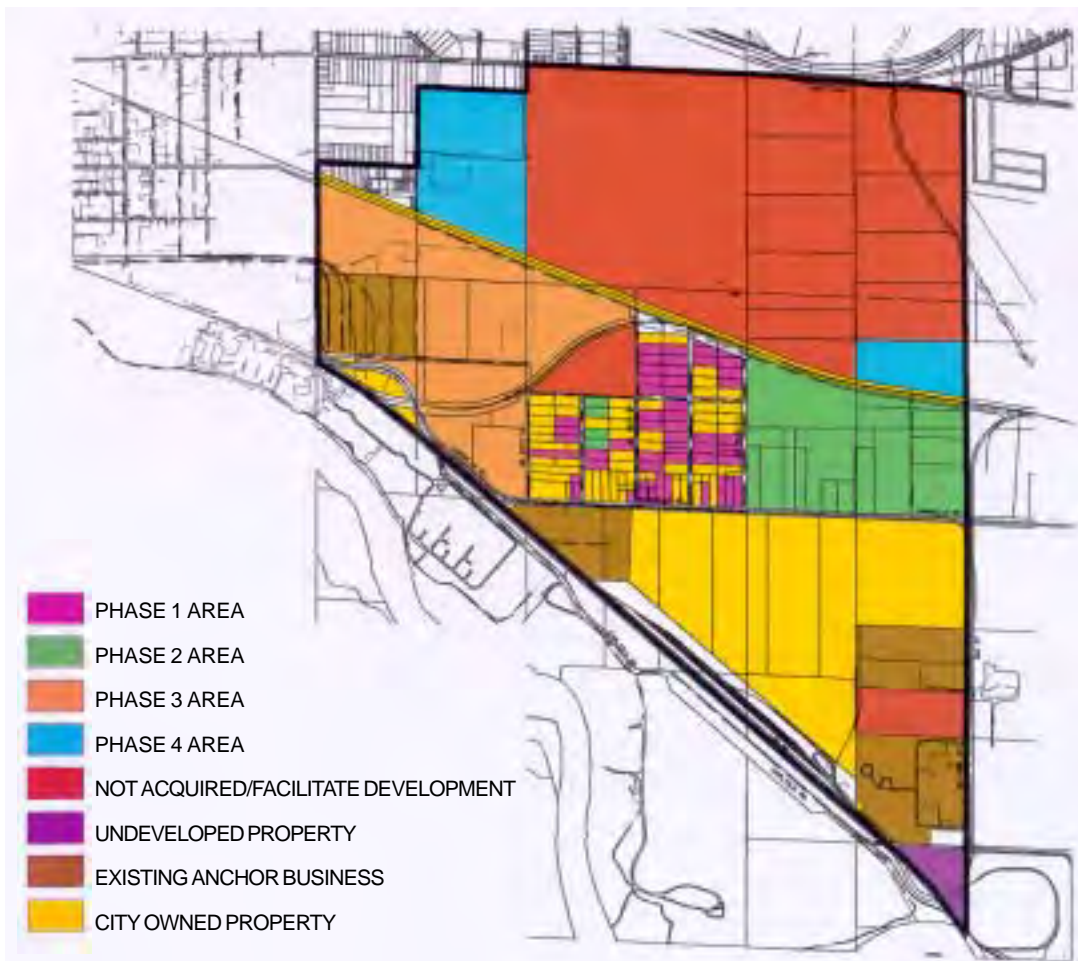 PHASE 1 AREA
PHASE 2 AREA
PHASE 3 AREA
PHASE 4 AREA
NOT ACQUIRED/FACILITATE DEVELOPMENT
UNDEVELOPED PROPERTY
EXISTING ANCHOR BUSINESS
CITY OWNED PROPERTY